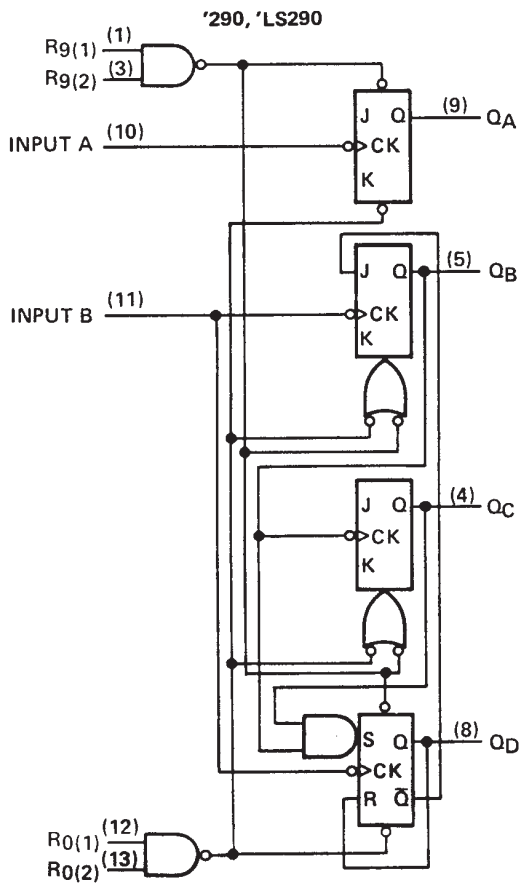 '290, 'LS290
R9(1) (1)
R9(2) (3)
J Q (9) QA
INPUT A (10) CK
K
J Q (5) QB
INPUT B (11) CK
K
J Q (4) QC
CK
K
S Q (8) QD
CK
R Q̅
R0(1) (12)
R0(2) (13)